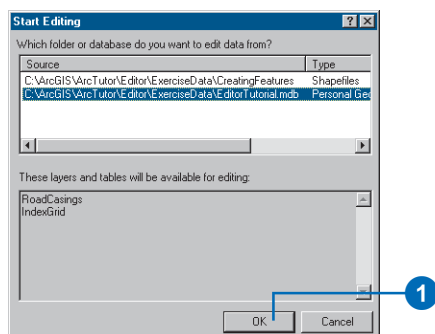 Start Editing
Which folder or database do you want to edit data from?
Source Type
C:\ArcGIS\ArcTutor\Editor\ExerciseData\CreatingFeatures Shapefiles
C:\ArcGIS\ArcTutor\Editor\ExerciseData\EditorTutorial.mdb Personal Geo
These layers and tables will be available for editing:
RoadCasings
IndexGrid
OK Cancel
1